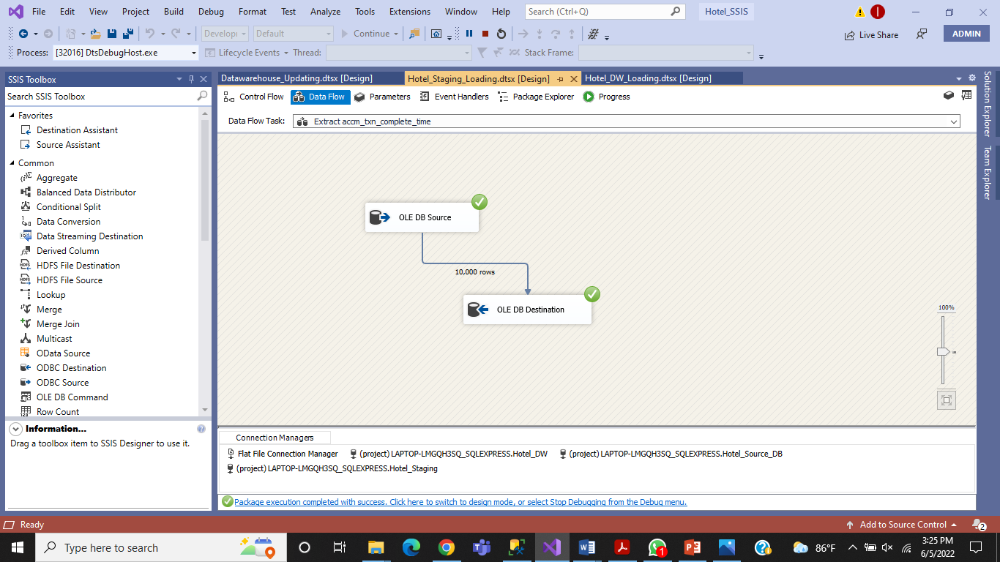 File Edit View Project Build Debug Format Test Analyze Tools Extensions Window Help Search (Ctrl+Q) Hotel_SSIS
Develop Default Continue Live Share ADMIN
Process: [32016] DtsDebugHost.exe Lifecycle Events Thread: Stack Frame:
SSIS Toolbox
Search SSIS Toolbox
Favorites
Destination Assistant
Source Assistant
Common
Aggregate
Balanced Data Distributor
Conditional Split
Data Conversion
Data Streaming Destination
Derived Column
HDFS File Destination
HDFS File Source
Lookup
Merge
Merge Join
Multicast
OData Source
ODBC Destination
ODBC Source
OLE DB Command
Row Count
Information...
Drag a toolbox item to SSIS Designer to use it.
Datawarehouse_Updating.dtsx [Design] Hotel_Staging_Loading.dtsx [Design] Hotel_DW_Loading.dtsx [Design]
Control Flow Data Flow Parameters Event Handlers Package Explorer Progress
Data Flow Task: Extract accm_txn_complete_time
OLE DB Source
10,000 rows
OLE DB Destination
100%
Solution Explorer
Team Explorer
Connection Managers
Flat File Connection Manager (project) LAPTOP-LMGQH3SQ_SQLEXPRESS.Hotel_DW (project) LAPTOP-LMGQH3SQ_SQLEXPRESS.Hotel_Source_DB
(project) LAPTOP-LMGQH3SQ_SQLEXPRESS.Hotel_Staging
Package execution completed with success. Click here to switch to design mode, or select Stop Debugging from the Debug menu.
Ready Add to Source Control 2
Type here to search 1 86°F 3:25 PM
6/5/2022